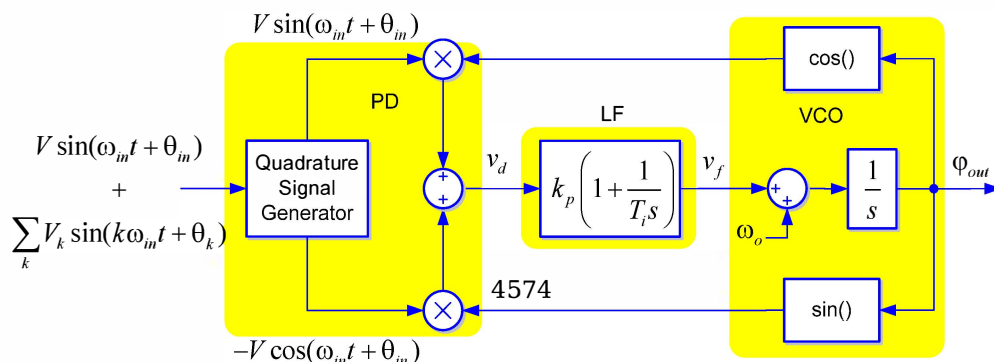 V sin(ω_in t + θ_in)
PD
cos()
VCO
LF
V sin(ω_in t + θ_in)
+
∑_k V_k sin(kω_in t + θ_k)
Quadrature
Signal
Generator
+
+
v_d
k_p(1 + 1/(T_i s))
v_f
+
+
ω_o
1/s
φ_out
4574
sin()
−V cos(ω_in t + θ_in)